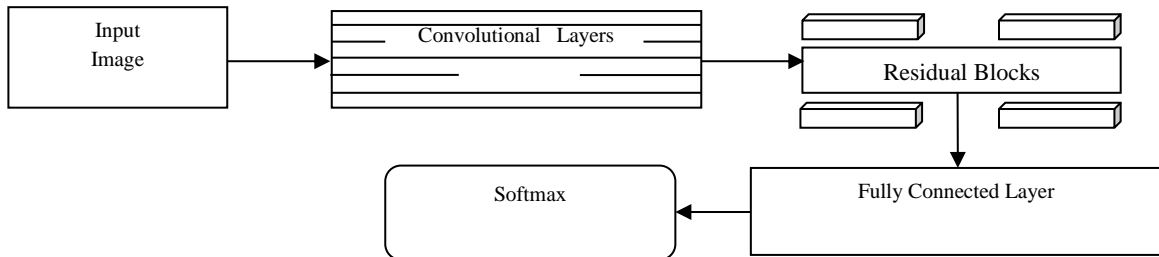 Input
Image
Convolutional Layers
Residual Blocks
Fully Connected Layer
Softmax